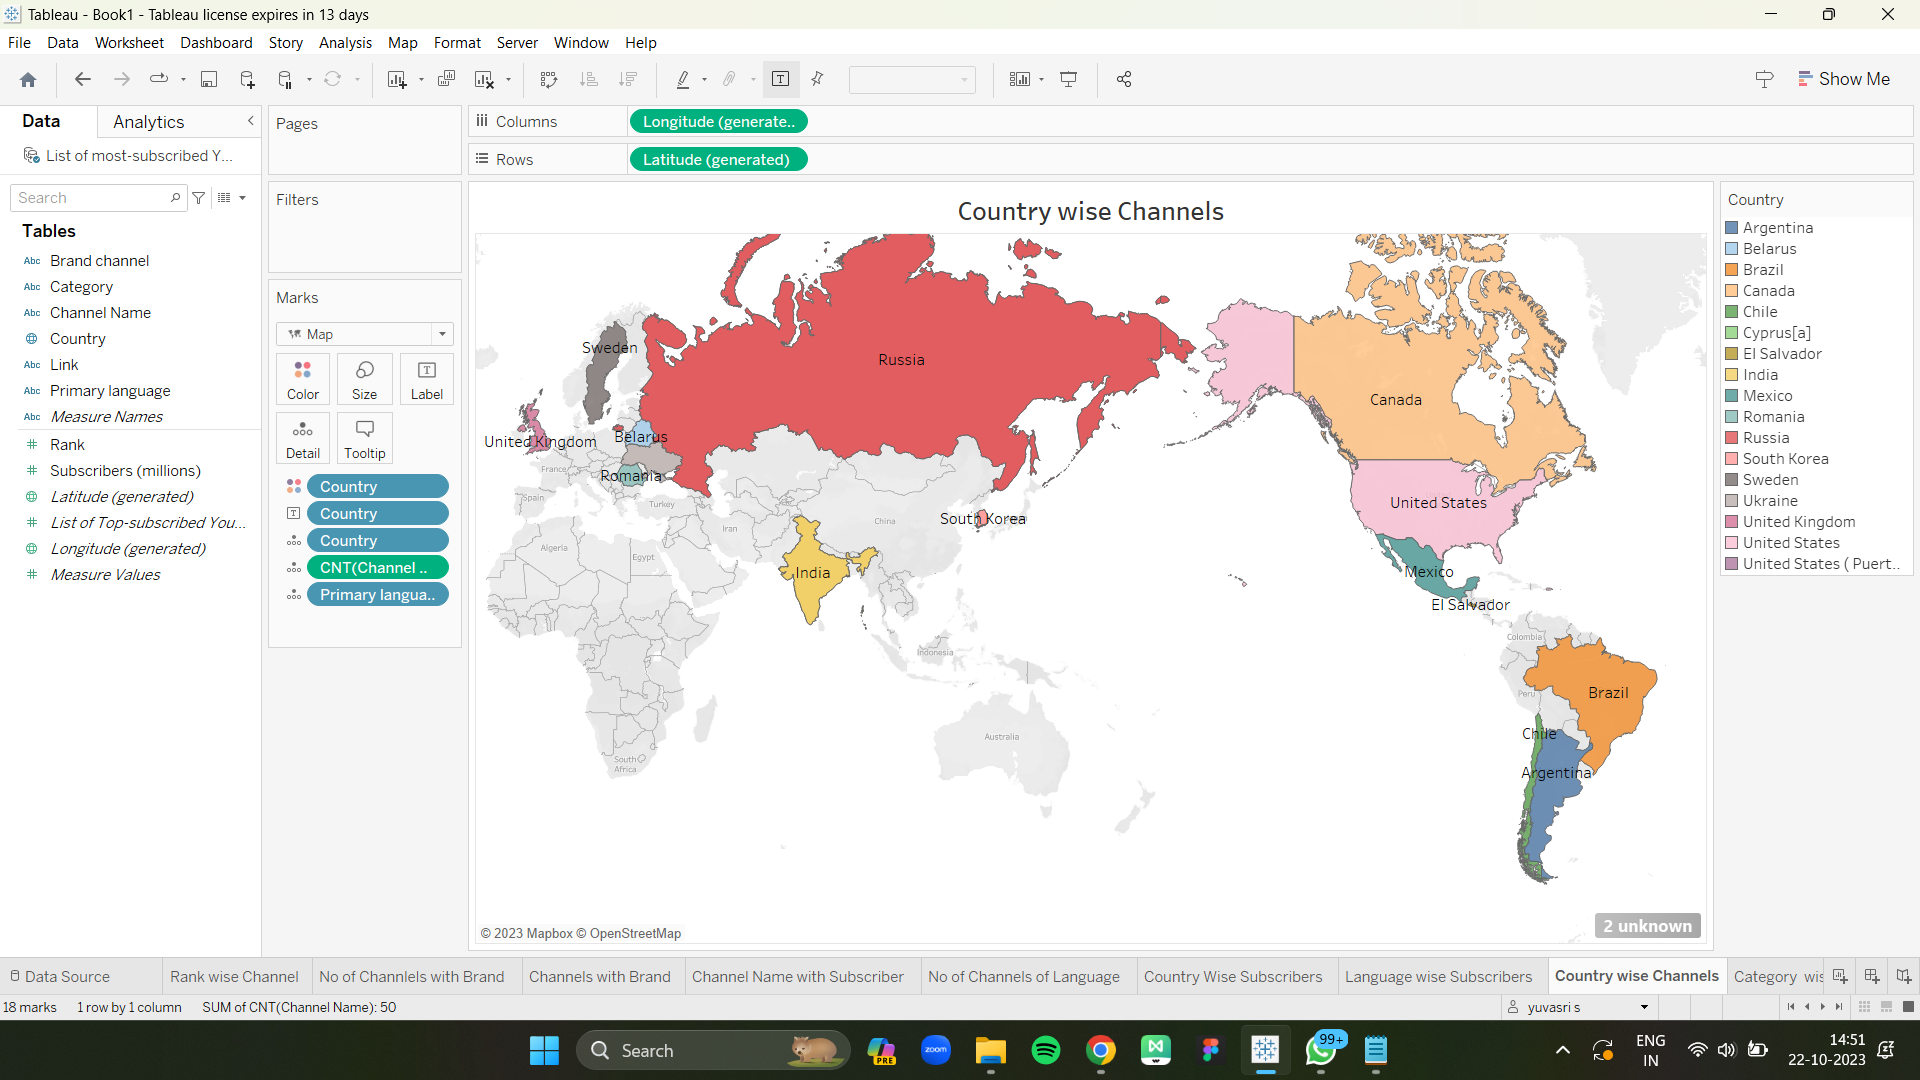 Tableau - Book1 - Tableau license expires in 13 days
File Data Worksheet Dashboard Story Analysis Map Format Server Window Help
Show Me
Data Analytics
List of most-subscribed Y...
Search
Tables
Abc Brand channel
Abc Category
Abc Channel Name
Country
Abc Link
Abc Primary language
Abc Measure Names
Rank
Subscribers (millions)
Latitude (generated)
List of Top-subscribed You...
Longitude (generated)
Measure Values
Pages
Filters
Marks
Map
Color Size Label
Detail Tooltip
Country
Country
Country
CNT(Channel ..
Primary langua..
Columns Longitude (generate..
Rows Latitude (generated)
Country wise Channels
Sweden
Russia
Canada
United Kingdom
Belarus
France
Romania
Spain
Turkey
United States
South Korea
China
Iran
Algeria
Egypt
India
Mexico
El Salvador
Colombia
Indonesia
Peru
Brazil
Chile
Australia
Argentina
South
Africa
© 2023 Mapbox © OpenStreetMap
2 unknown
Country
Argentina
Belarus
Brazil
Canada
Chile
Cyprus[a]
El Salvador
India
Mexico
Romania
Russia
South Korea
Sweden
Ukraine
United Kingdom
United States
United States ( Puert..
Data Source Rank wise Channel No of Channlels with Brand Channels with Brand Channel Name with Subscriber No of Channels of Language Country Wise Subscribers Language wise Subscribers Country wise Channels Category wis
18 marks 1 row by 1 column SUM of CNT(Channel Name): 50 yuvasri s
Search PRE zoom 99+ ENG 14:51
IN 22-10-2023